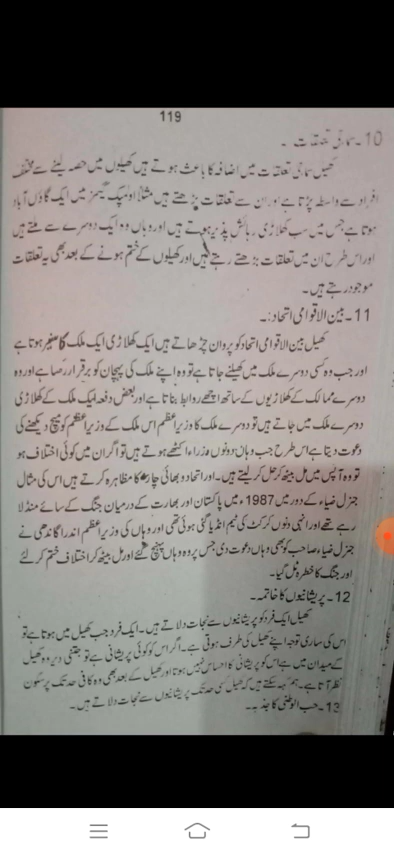 119
10۔ سماجی تعلقات ۔
کھیل سماجی تعلقات میں اضافہ کا باعث ہوتے ہیں کھیلوں میں حصہ لینے سے مختلف
افراد سے واسطہ پڑتا ہے اور ان سے تعلقات بڑھتے ہیں مثلاً اولمپک گیمز میں ایک گاؤں آباد
ہوتا ہے جس میں سب کھلاڑی رہائش پذیر ہوتے ہیں اور وہاں وہ ایک دوسرے سے ملتے ہیں
اور اس طرح ان میں تعلقات بڑھتے رہتے ہیں اور کھیلوں کے ختم ہونے کے بعد بھی یہ تعلقات
موجود رہتے ہیں۔
11۔ بین الاقوامی اتحاد:۔
کھیل بین الاقوامی اتحاد کو پروان چڑھاتے ہیں ایک کھلاڑی ایک ملک کا سفیر ہوتا ہے
اور جب وہ کسی دوسرے ملک میں کھیلنے جاتا ہے تو وہ اپنے ملک کی پہچان کو برقرار رکھتا ہے اور وہ
دوسرے ممالک کے کھلاڑیوں کے ساتھ اچھے روابط بناتا ہے اور بعض دفعہ ایک ملک کے کھلاڑی
دوسرے ملک میں جاتے ہیں تو دوسرے ملک کا وزیر اعظم اس ملک کے وزیر اعظم کو میچ دیکھنے کی
دعوت دیتا ہے اس طرح جب وہاں دونوں وزراء اکٹھے ہوتے ہیں تو اگر ان میں کوئی اختلاف ہو
تو وہ آپس میں مل بیٹھ کر حل کر لیتے ہیں۔ اور اتحاد و بھائی چارے کا مظاہرہ کرتے ہیں اس کی مثال
جنرل ضیاء کے دور میں 1987ء میں پاکستان اور بھارت کے درمیان جنگ کے سائے منڈلا
رہے تھے اور انہی دنوں کرکٹ کی ٹیم انڈیا گئی ہوئی تھی اور وہاں کی وزیر اعظم اندرا گاندھی نے
جنرل ضیاء صاحب کو بھی وہاں دعوت دی جس پر وہ وہاں پہنچ گئے اور مل بیٹھ کر اختلاف ختم کر لئے
اور جنگ کا خطرہ ٹل گیا۔
12۔ پریشانیوں کا خاتمہ۔
کھیل ایک فرد کو پریشانیوں سے نجات دلاتے ہیں۔ ایک فرد جب کھیل میں ہوتا ہے تو
اس کی ساری توجہ اپنے کھیل کی طرف ہوتی ہے۔ اگر اس کو کوئی پریشانی ہے تو جتنی دیر وہ کھیل
کے میدان میں ہے اس کو پریشانی کا احساس نہیں ہوتا اور کھیل کے بعد بھی وہ کافی حد تک پر سکون
نظر آتا ہے۔ ہم کہہ سکتے ہیں کہ کھیل کسی حد تک پریشانیوں سے نجات دلاتے ہیں۔
13۔ حب الوطنی کا جذبہ۔